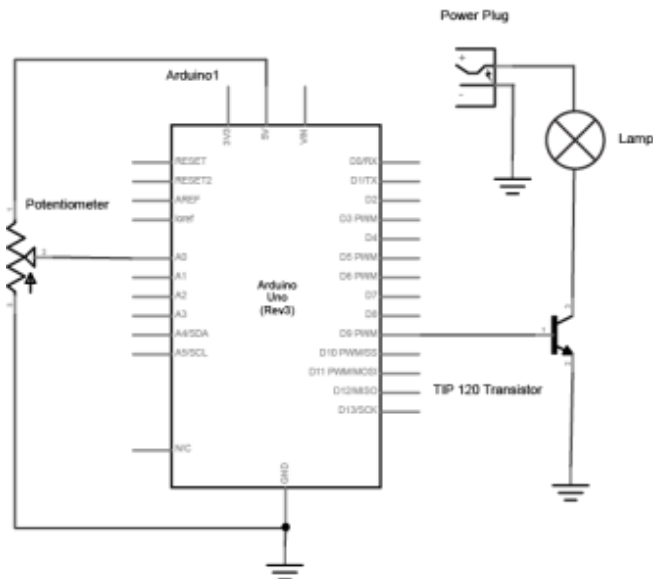 Power Plug
+
-
Arduino1
3V3
5V
VIN
Lamp
RESET
RESET2
AREF
Ioref
A0
A1
A2
A3
A4/SDA
A5/SCL
N/C
D0/RX
D1/TX
D2
D3 PWM
D4
D5 PWM
D6 PWM
D7
D8
D9 PWM
D10 PWM/SS
D11 PWM/MOSI
D12/MISO
D13/SCK
GND
Arduino
Uno
(Rev3)
Potentiometer
1
TIP 120 Transistor